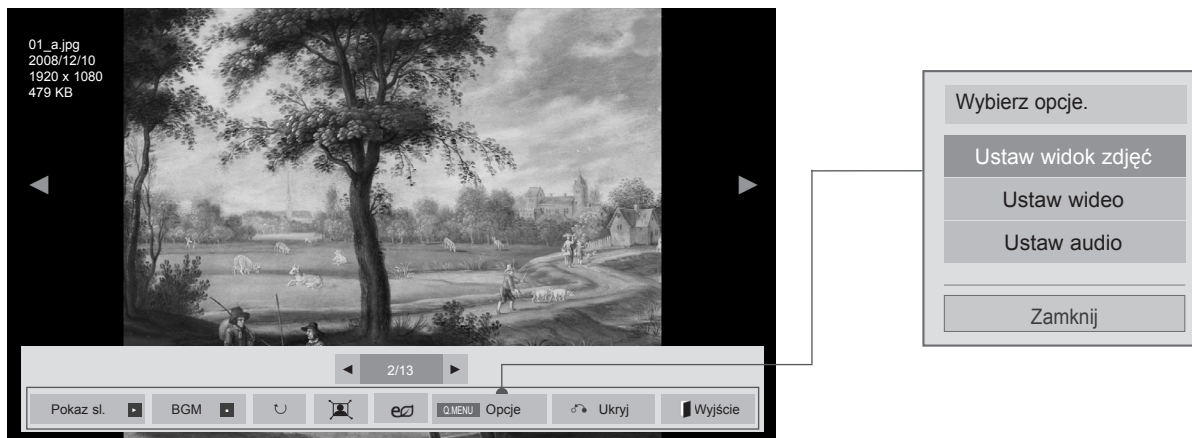 01_a.jpg
2008/12/10
1920 x 1080
479 KB
2/13
Pokaz sl. BGM Q.MENU Opcje Ukryj Wyjście
Wybierz opcje.
Ustaw widok zdjęć
Ustaw wideo
Ustaw audio
Zamknij